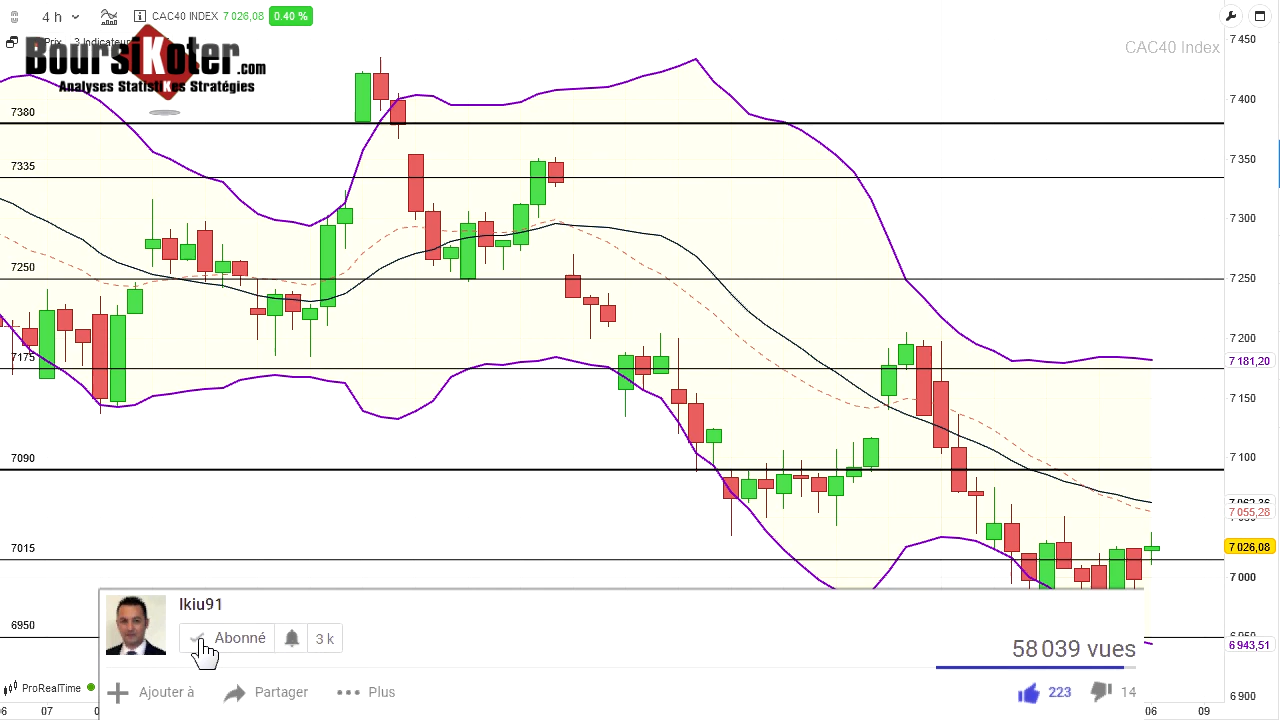 4 h
CAC40 INDEX 7 026,08 0.40 %
Prix
3 Indicateur
BoursiKoter.com
Analyses StatistiKes Stratégies
CAC40 Index
7 450
7 400
7380
7 350
7335
7 300
7250
7 250
7 200
7175
7 181,20
7 150
7090
7 100
7 055,28
7015
7 026,08
7 000
6950
6 943,51
6 900
lkiu91
Abonné
3 k
58 039 vues
ProRealTime
Ajouter à
Partager
Plus
223
14
07
06
09